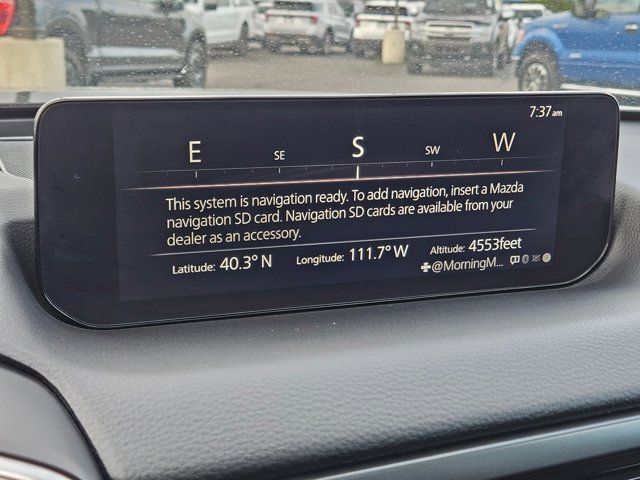 7:37am
E SE S SW W
This system is navigation ready. To add navigation, insert a Mazda
navigation SD card. Navigation SD cards are available from your
dealer as an accessory.
Latitude: 40.3° N Longitude: 111.7° W Altitude: 4553feet
@MorningM...